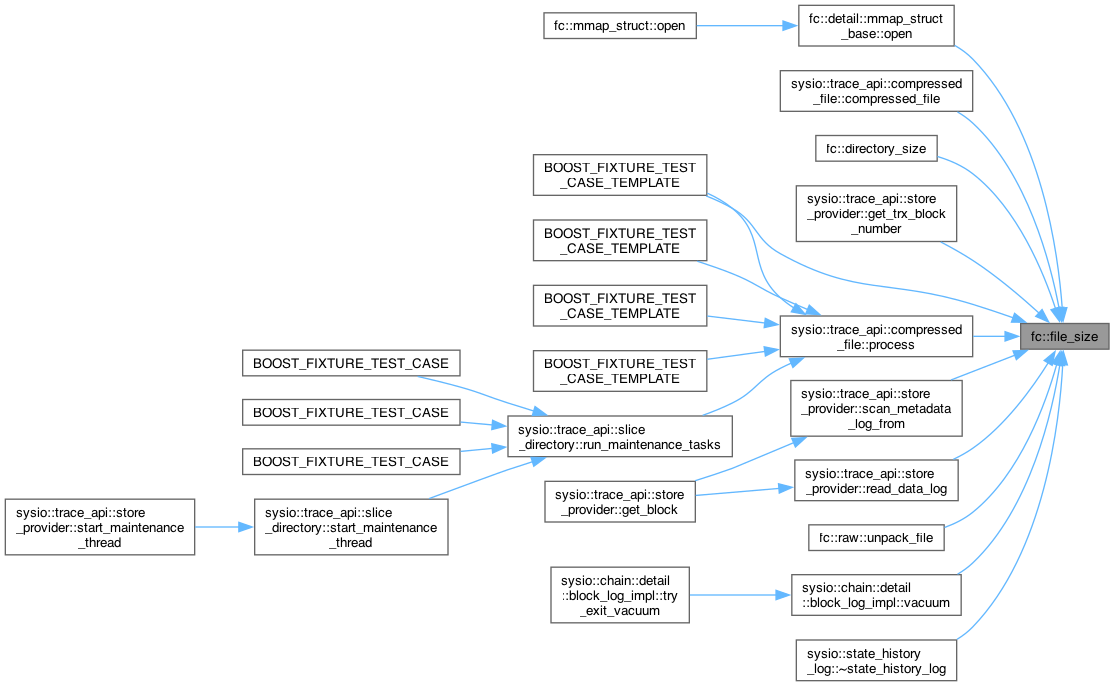 fc::mmap_struct::open
fc::detail::mmap_struct
_base::open
sysio::trace_api::compressed
_file::compressed_file
fc::directory_size
BOOST_FIXTURE_TEST
_CASE_TEMPLATE
sysio::trace_api::store
_provider::get_trx_block
_number
BOOST_FIXTURE_TEST
_CASE_TEMPLATE
BOOST_FIXTURE_TEST
_CASE_TEMPLATE
sysio::trace_api::compressed
_file::process
fc::file_size
BOOST_FIXTURE_TEST
_CASE_TEMPLATE
BOOST_FIXTURE_TEST_CASE
BOOST_FIXTURE_TEST_CASE
BOOST_FIXTURE_TEST_CASE
sysio::trace_api::slice
_directory::run_maintenance_tasks
sysio::trace_api::store
_provider::scan_metadata
_log_from
sysio::trace_api::store
_provider::get_block
sysio::trace_api::store
_provider::read_data_log
sysio::trace_api::store
_provider::start_maintenance
_thread
sysio::trace_api::slice
_directory::start_maintenance
_thread
fc::raw::unpack_file
sysio::chain::detail
::block_log_impl::try
_exit_vacuum
sysio::chain::detail
::block_log_impl::vacuum
sysio::state_history
_log::~state_history_log